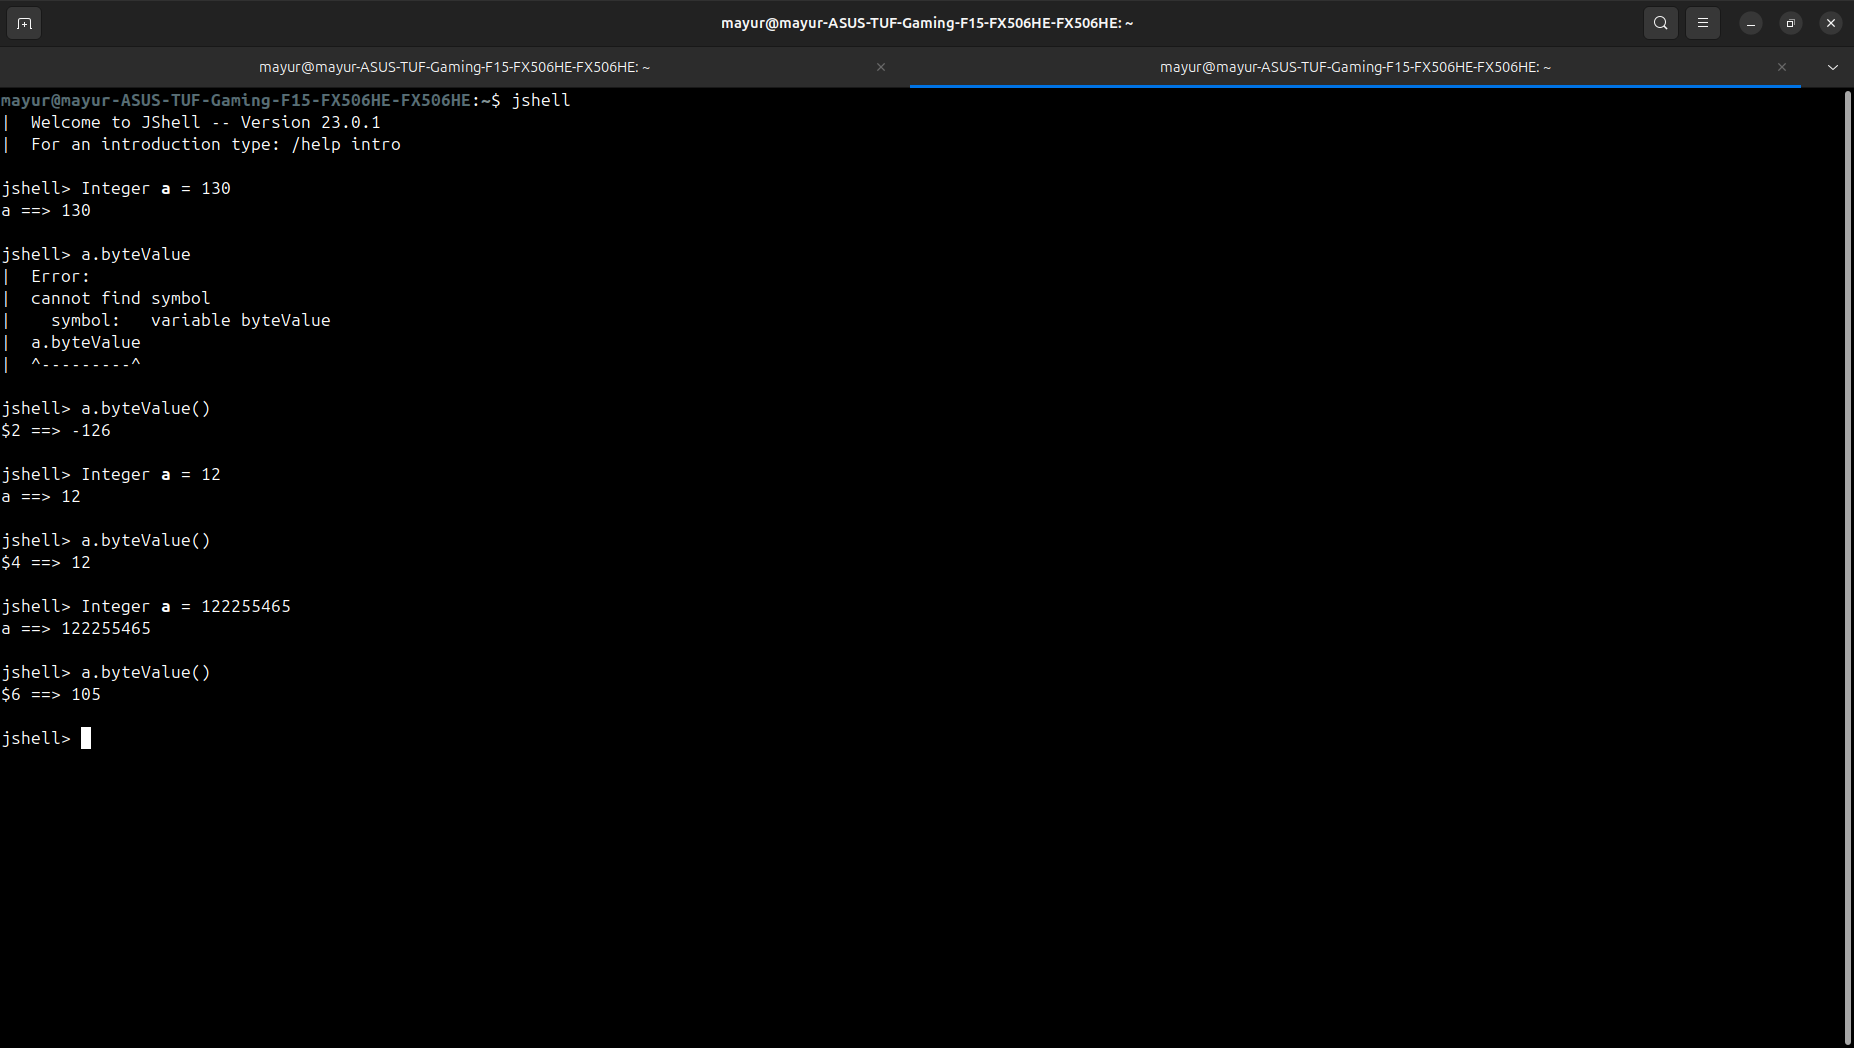 mayur@mayur-ASUS-TUF-Gaming-F15-FX506HE-FX506HE: ~
mayur@mayur-ASUS-TUF-Gaming-F15-FX506HE-FX506HE: ~
mayur@mayur-ASUS-TUF-Gaming-F15-FX506HE-FX506HE: ~
mayur@mayur-ASUS-TUF-Gaming-F15-FX506HE-FX506HE:~$ jshell
|  Welcome to JShell -- Version 23.0.1
|  For an introduction type: /help intro
jshell> Integer a = 130
a ==> 130
jshell> a.byteValue
|  Error:
|  cannot find symbol
|    symbol:   variable byteValue
|  a.byteValue
|  ^---------^
jshell> a.byteValue()
$2 ==> -126
jshell> Integer a = 12
a ==> 12
jshell> a.byteValue()
$4 ==> 12
jshell> Integer a = 122255465
a ==> 122255465
jshell> a.byteValue()
$6 ==> 105
jshell>